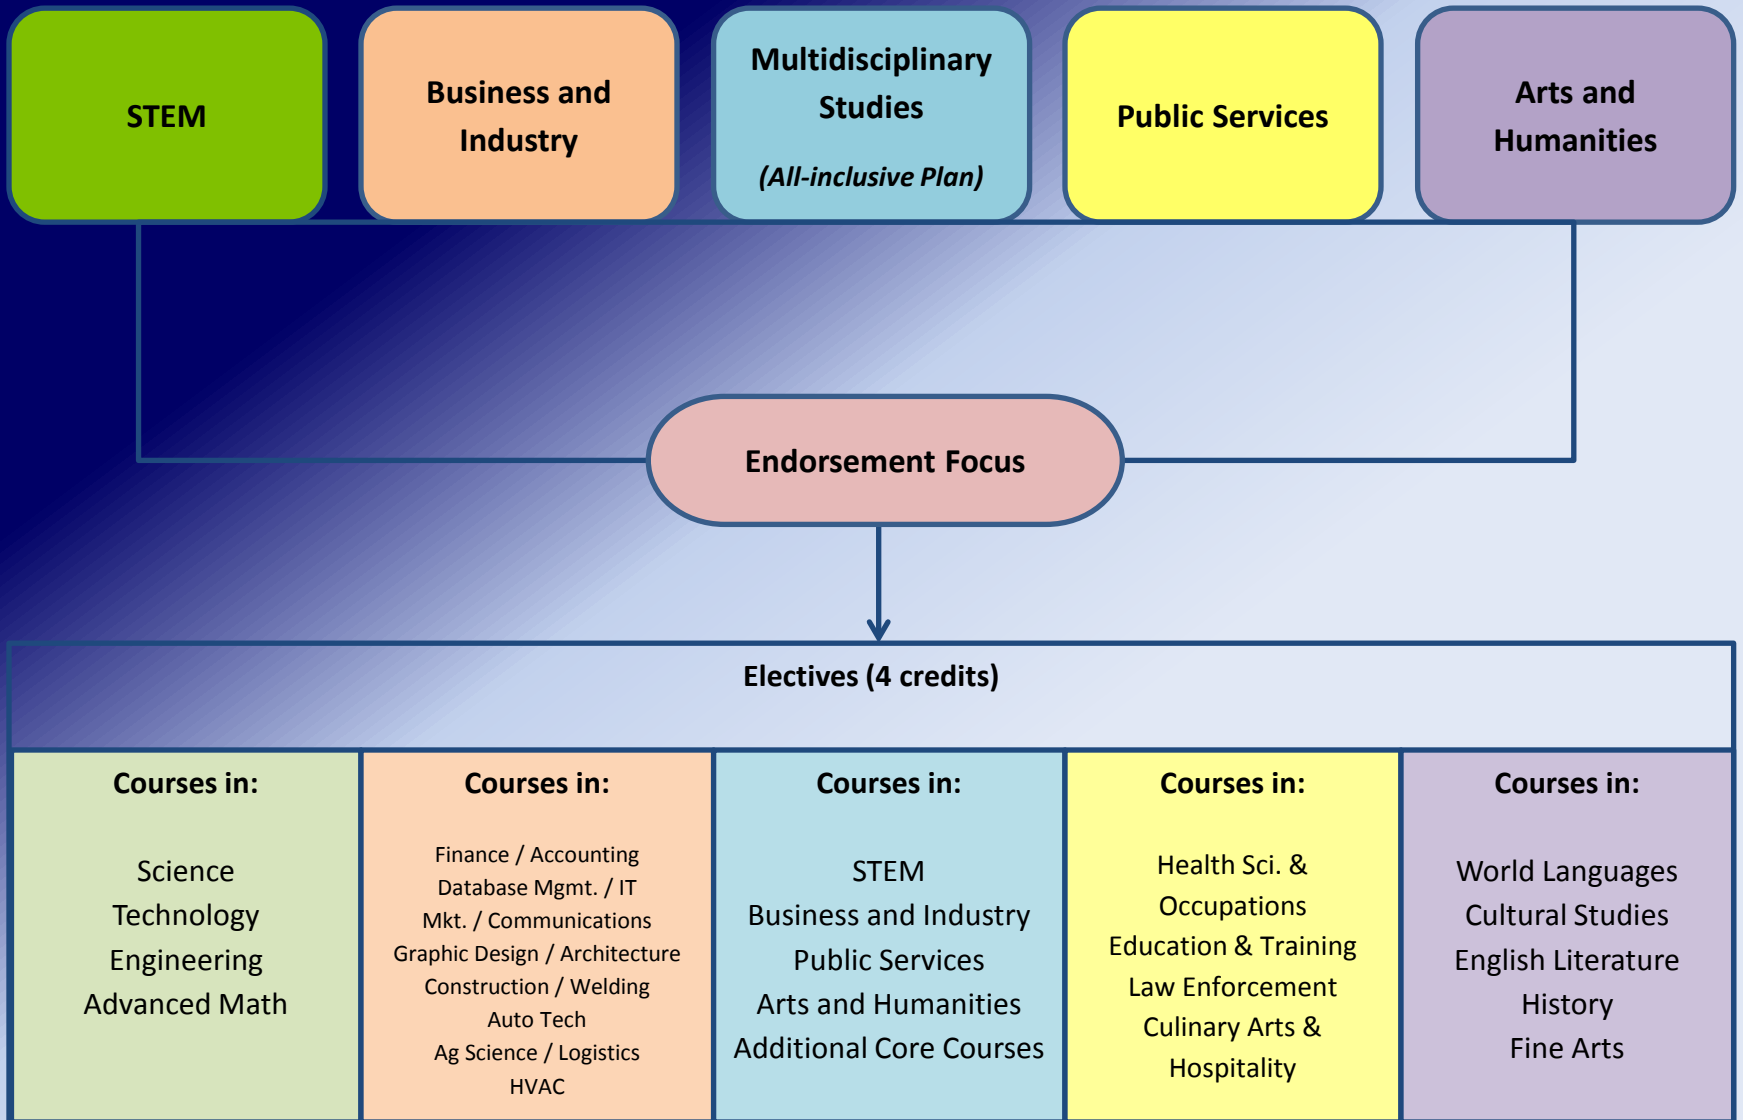 STEM
Business and
Industry
Multidisciplinary
Studies
(All-inclusive Plan)
Public Services
Arts and
Humanities
Endorsement Focus
Electives (4 credits)
Courses in:
Science
Technology
Engineering
Advanced Math
Courses in:
Finance / Accounting
Database Mgmt. / IT
Mkt. / Communications
Graphic Design / Architecture
Construction / Welding
Auto Tech
Ag Science / Logistics
HVAC
Courses in:
STEM
Business and Industry
Public Services
Arts and Humanities
Additional Core Courses
Courses in:
Health Sci. &
Occupations
Education & Training
Law Enforcement
Culinary Arts &
Hospitality
Courses in:
World Languages
Cultural Studies
English Literature
History
Fine Arts